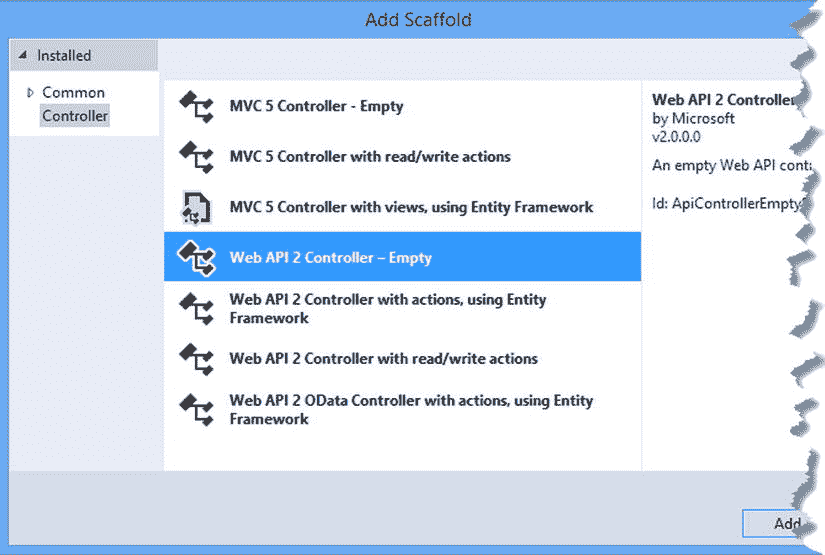 Add Scaffold
Installed
Common
Controller
MVC 5 Controller - Empty
MVC 5 Controller with read/write actions
MVC 5 Controller with views, using Entity Framework
Web API 2 Controller – Empty
Web API 2 Controller with actions, using Entity
Framework
Web API 2 Controller with read/write actions
Web API 2 OData Controller with actions, using Entity
Framework
Web API 2 Controller
by Microsoft
v2.0.0.0
An empty Web API
Id: ApiControllerEmpty
Add